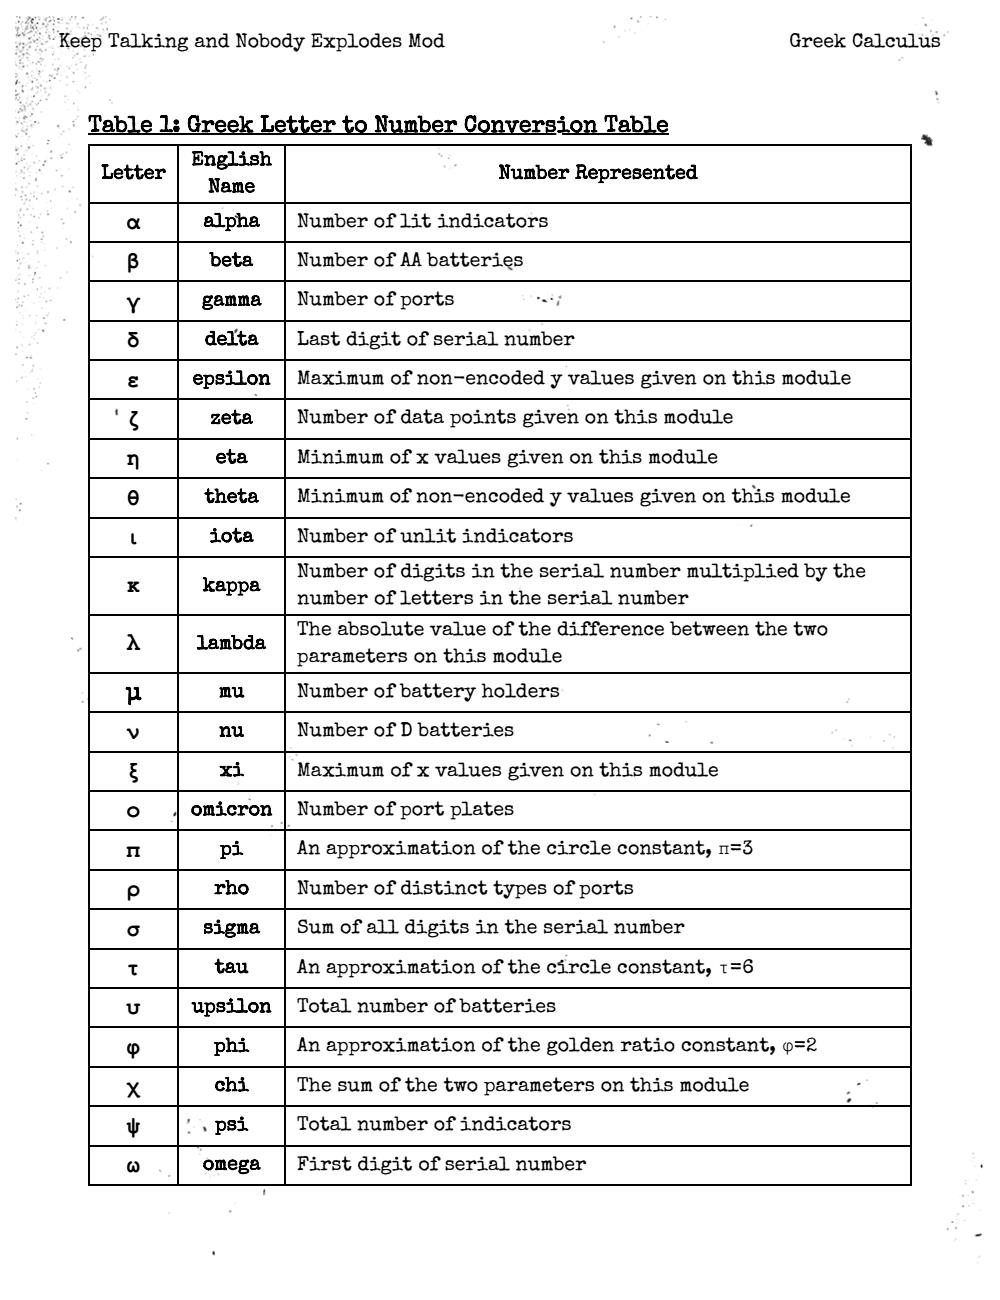 Keep Talking and Nobody Explodes Mod
Greek Calculus
Table 1: Greek Letter to Number Conversion Table
Letter English Name Number Represented
α alpha Number of lit indicators
β beta Number of AA batteries
γ gamma Number of ports
δ delta Last digit of serial number
ε epsilon Maximum of non-encoded y values given on this module
ζ zeta Number of data points given on this module
η eta Minimum of x values given on this module
θ theta Minimum of non-encoded y values given on this module
ι iota Number of unlit indicators
κ kappa Number of digits in the serial number multiplied by the
number of letters in the serial number
λ lambda The absolute value of the difference between the two
parameters on this module
μ mu Number of battery holders
ν nu Number of D batteries
ξ xi Maximum of x values given on this module
ο omicron Number of port plates
π pi An approximation of the circle constant, π=3
ρ rho Number of distinct types of ports
σ sigma Sum of all digits in the serial number
τ tau An approximation of the circle constant, τ=6
υ upsilon Total number of batteries
φ phi An approximation of the golden ratio constant, φ=2
χ chi The sum of the two parameters on this module
ψ psi Total number of indicators
ω omega First digit of serial number